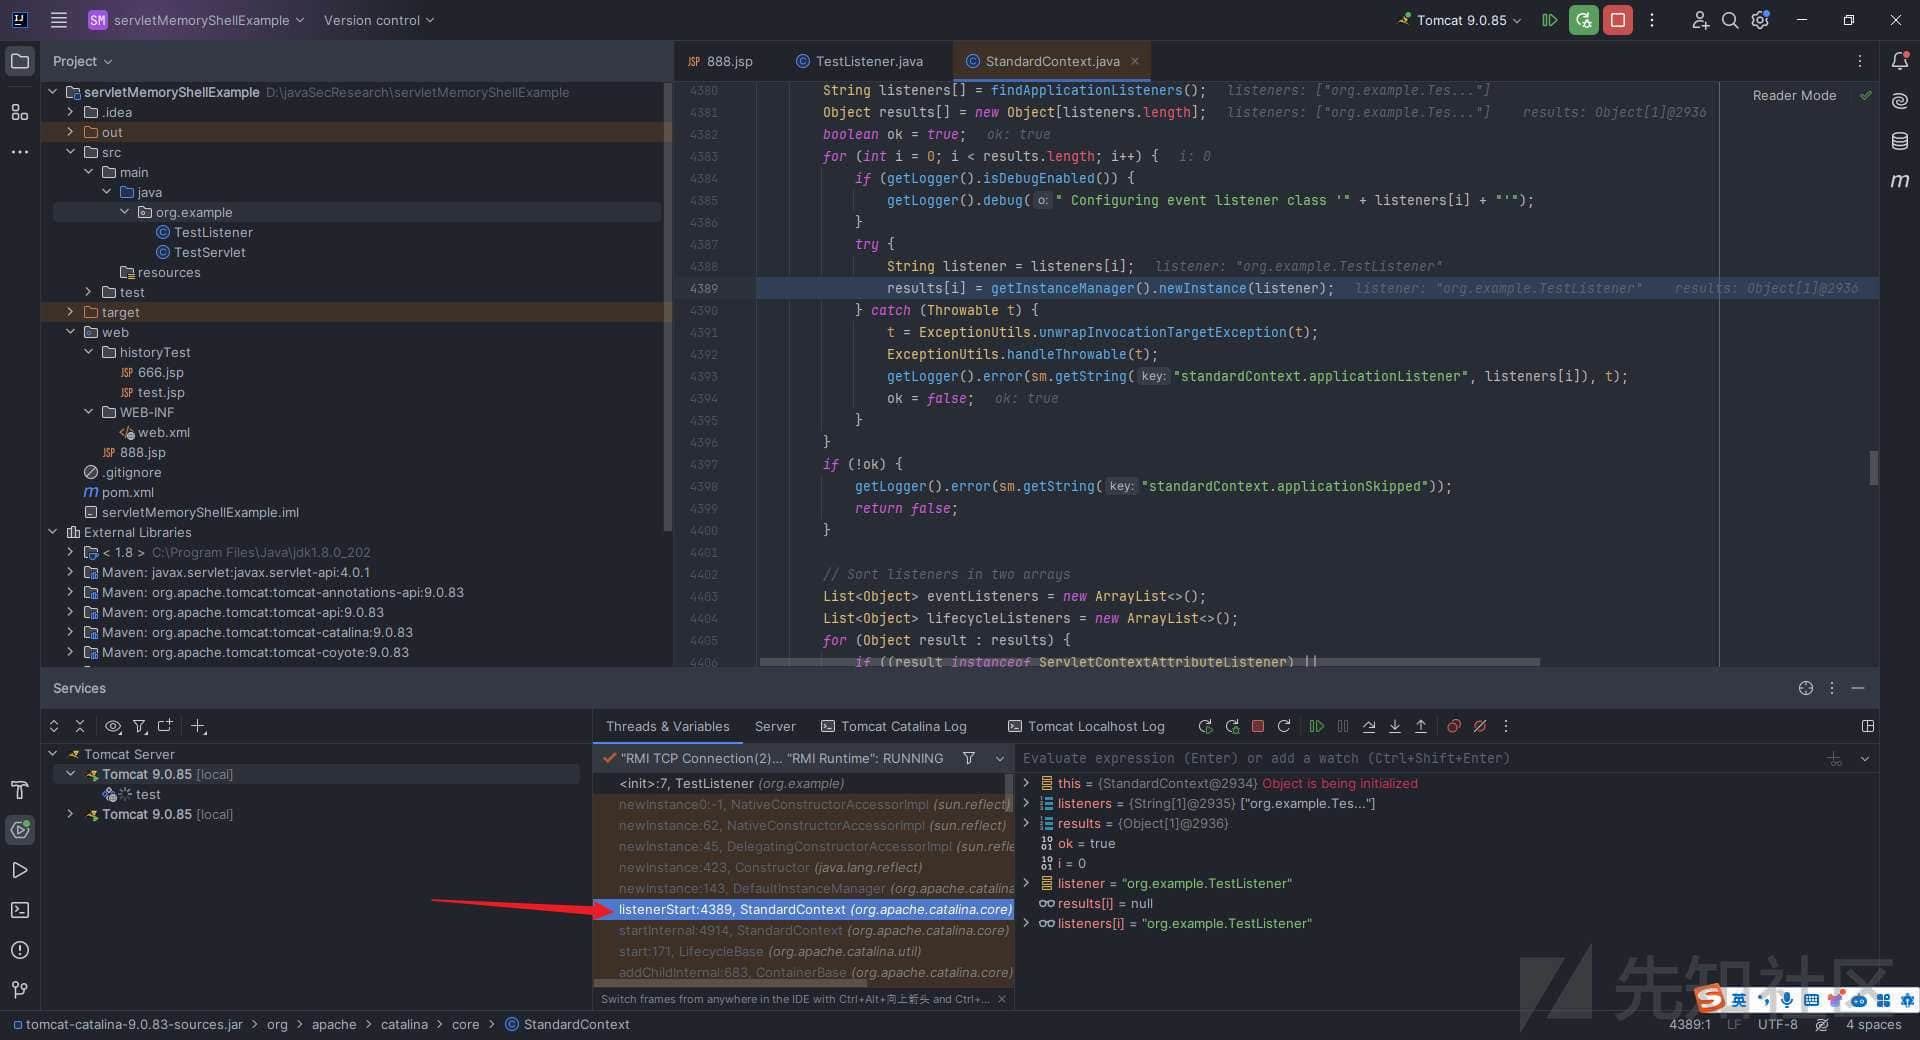 SM servletMemoryShellExample Version control Tomcat 9.0.85
Project
888.jsp TestListener.java StandardContext.java
servletMemoryShellExample D:\javaSecResearch\servletMemoryShellExample
.idea
out
src
main
java
org.example
TestListener
TestServlet
resources
test
target
web
historyTest
666.jsp
test.jsp
WEB-INF
web.xml
888.jsp
.gitignore
pom.xml
servletMemoryShellExample.iml
External Libraries
< 1.8 > C:\Program Files\Java\jdk1.8.0_202
Maven: javax.servlet:javax.servlet-api:4.0.1
Maven: org.apache.tomcat:tomcat-annotations-api:9.0.83
Maven: org.apache.tomcat:tomcat-api:9.0.83
Maven: org.apache.tomcat:tomcat-catalina:9.0.83
Maven: org.apache.tomcat:tomcat-coyote:9.0.83
Reader Mode
4380 String listeners[] = findApplicationListeners(); listeners: ["org.example.Tes..."]
4381 Object results[] = new Object[listeners.length]; listeners: ["org.example.Tes..."] results: Object[1]@2936
4382 boolean ok = true; ok: true
4383 for (int i = 0; i < results.length; i++) { i: 0
4384 if (getLogger().isDebugEnabled()) {
4385 getLogger().debug( o: " Configuring event listener class '" + listeners[i] + "'");
4386 }
4387 try {
4388 String listener = listeners[i]; listener: "org.example.TestListener"
4389 results[i] = getInstanceManager().newInstance(listener); listener: "org.example.TestListener" results: Object[1]@2936
4390 } catch (Throwable t) {
4391 t = ExceptionUtils.unwrapInvocationTargetException(t);
4392 ExceptionUtils.handleThrowable(t);
4393 getLogger().error(sm.getString( key: "standardContext.applicationListener", listeners[i]), t);
4394 ok = false; ok: true
4395 }
4396 }
4397 if (!ok) {
4398 getLogger().error(sm.getString( key: "standardContext.applicationSkipped"));
4399 return false;
4400 }
4401
4402 // Sort listeners in two arrays
4403 List<Object> eventListeners = new ArrayList<>();
4404 List<Object> lifecycleListeners = new ArrayList<>();
4405 for (Object result : results) {
4406 if ((result instanceof ServletContextAttributeListener) ||
Services
Threads & Variables Server Tomcat Catalina Log Tomcat Localhost Log
Tomcat Server
Tomcat 9.0.85 [local]
test
Tomcat 9.0.85 [local]
"RMI TCP Connection(2)... "RMI Runtime": RUNNING
<init>:7, TestListener (org.example)
newInstance0:-1, NativeConstructorAccessorImpl (sun.reflect)
newInstance:62, NativeConstructorAccessorImpl (sun.reflect)
newInstance:45, DelegatingConstructorAccessorImpl (sun.refle
newInstance:423, Constructor (java.lang.reflect)
newInstance:143, DefaultInstanceManager (org.apache.catalina
listenerStart:4389, StandardContext (org.apache.catalina.core)
startInternal:4914, StandardContext (org.apache.catalina.core)
start:171, LifecycleBase (org.apache.catalina.util)
addChildInternal:683, ContainerBase (org.apache.catalina.core)
Switch frames from anywhere in the IDE with Ctrl+Alt+向上箭头 and Ctrl+...
Evaluate expression (Enter) or add a watch (Ctrl+Shift+Enter)
this = {StandardContext@2934} Object is being initialized
listeners = {String[1]@2935} ["org.example.Tes..."]
results = {Object[1]@2936}
ok = true
i = 0
listener = "org.example.TestListener"
results[i] = null
listeners[i] = "org.example.TestListener"
先知社区
英
tomcat-catalina-9.0.83-sources.jar > org > apache > catalina > core > StandardContext
4389:1 LF UTF-8 4 spaces